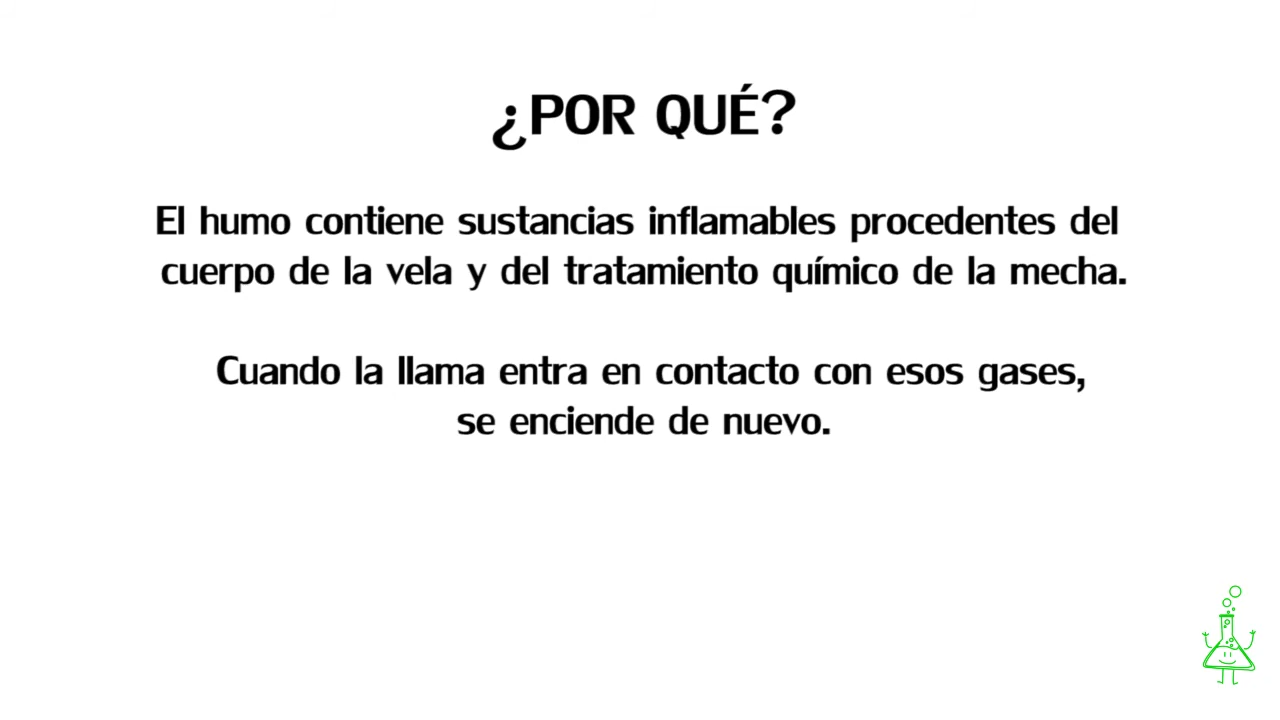 ¿POR QUÉ?
El humo contiene sustancias inflamables procedentes del
cuerpo de la vela y del tratamiento químico de la mecha.
Cuando la llama entra en contacto con esos gases,
se enciende de nuevo.